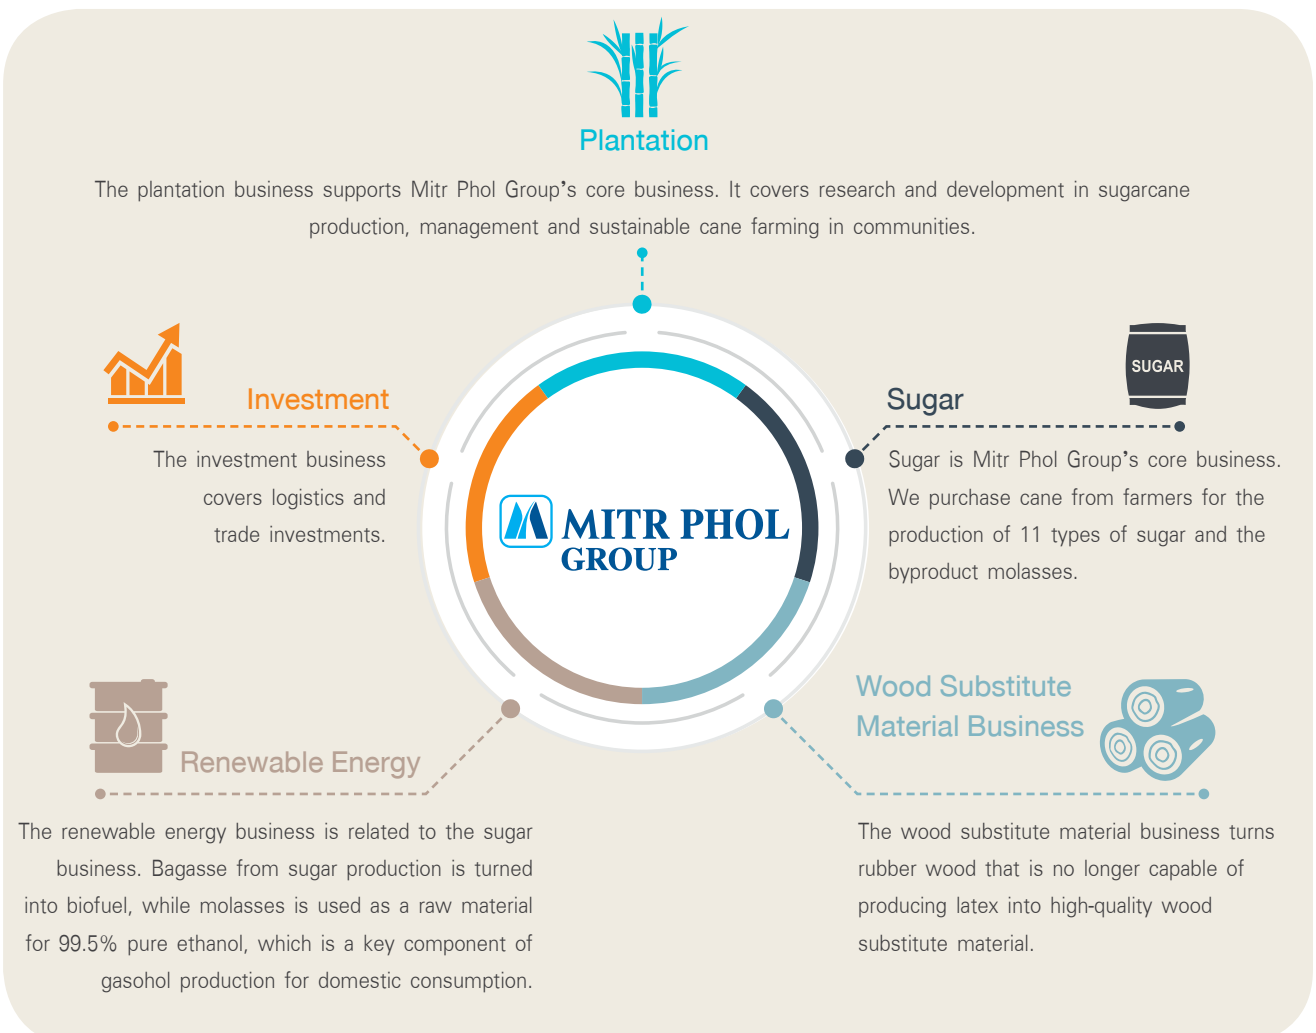 Plantation
The plantation business supports Mitr Phol Group's core business. It covers research and development in sugarcane
production, management and sustainable cane farming in communities.
Investment
The investment business
covers logistics and
trade investments.
SUGAR
Sugar
Sugar is Mitr Phol Group's core business.
We purchase cane from farmers for the
production of 11 types of sugar and the
byproduct molasses.
MITR PHOL
GROUP
Renewable Energy
The renewable energy business is related to the sugar
business. Bagasse from sugar production is turned
into biofuel, while molasses is used as a raw material
for 99.5% pure ethanol, which is a key component of
gasohol production for domestic consumption.
Wood Substitute
Material Business
The wood substitute material business turns
rubber wood that is no longer capable of
producing latex into high-quality wood
substitute material.